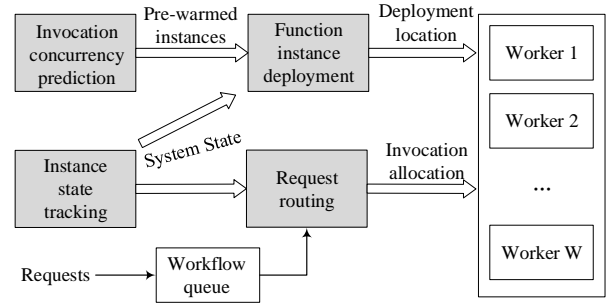 Invocation
concurrency
prediction
Pre-warmed
instances
Function
instance
deployment
Deployment
location
Worker 1
Worker 2
...
Worker W
System State
Instance
state
tracking
Request
routing
Invocation
allocation
Requests
Workflow
queue